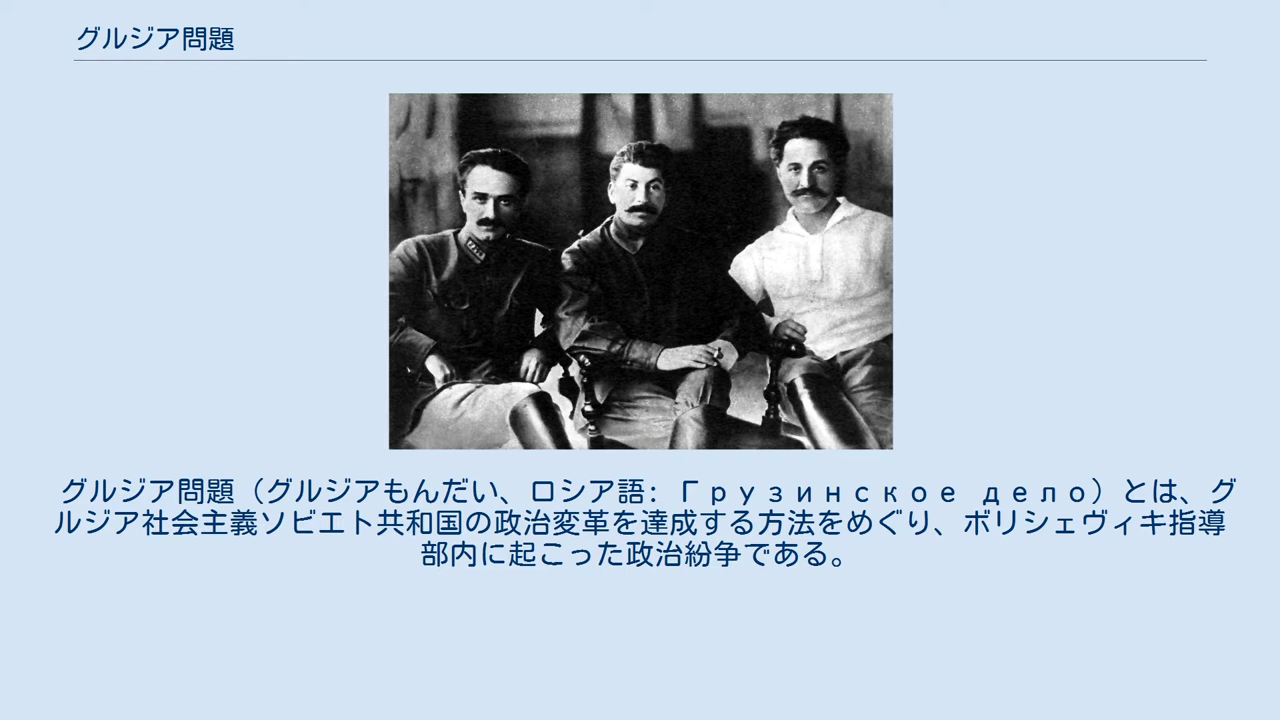 グルジア問題
グルジア問題（グルジアもんだい、ロシア語: Грузинское дело）とは、グ
ルジア社会主義ソビエト共和国の政治変革を達成する方法をめぐり、ボリシェヴィキ指導
部内に起こった政治紛争である。